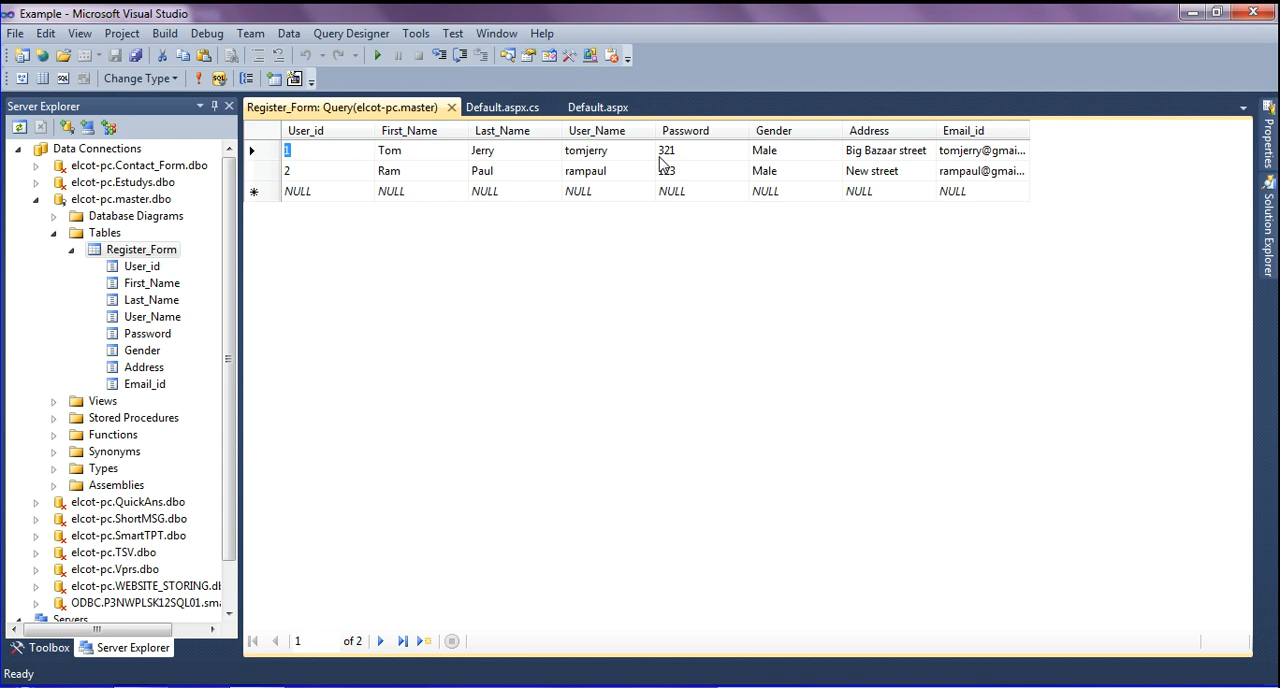 Example - Microsoft Visual Studio
File Edit View Project Build Debug Team Data Query Designer Tools Test Window Help
Change Type
Server Explorer
Register_Form: Query(elcot-pc.master) Default.aspx.cs Default.aspx
User_id First_Name Last_Name User_Name Password Gender Address Email_id
1 Tom Jerry tomjerry 321 Male Big Bazaar street tomjerry@gmai...
2 Ram Paul rampaul Male New street rampaul@gmai...
NULL NULL NULL NULL NULL NULL NULL NULL
Data Connections
elcot-pc.Contact_Form.dbo
elcot-pc.Estudys.dbo
elcot-pc.master.dbo
Database Diagrams
Tables
Register_Form
User_id
First_Name
Last_Name
User_Name
Password
Gender
Address
Email_id
Views
Stored Procedures
Functions
Synonyms
Types
Assemblies
elcot-pc.QuickAns.dbo
elcot-pc.ShortMSG.dbo
elcot-pc.SmartTPT.dbo
elcot-pc.TSV.dbo
elcot-pc.Vprs.dbo
elcot-pc.WEBSITE_STORING.d
ODBC.P3NWPLSK12SQL01.sma
Servers
Toolbox Server Explorer
1 of 2
Properties
Solution Explorer
Ready